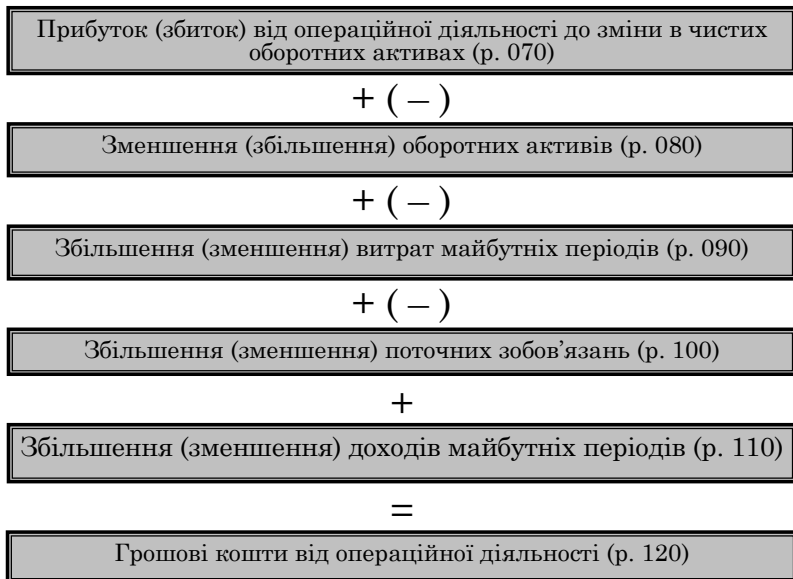 Прибуток (збиток) від операційної діяльності до зміни в чистих
оборотних активах (р. 070)
+ ( – )
Зменшення (збільшення) оборотних активів (р. 080)
+ ( – )
Збільшення (зменшення) витрат майбутніх періодів (р. 090)
+ ( – )
Збільшення (зменшення) поточних зобов’язань (р. 100)
+
Збільшення (зменшення) доходів майбутніх періодів (р. 110)
=
Грошові кошти від операційної діяльності (р. 120)